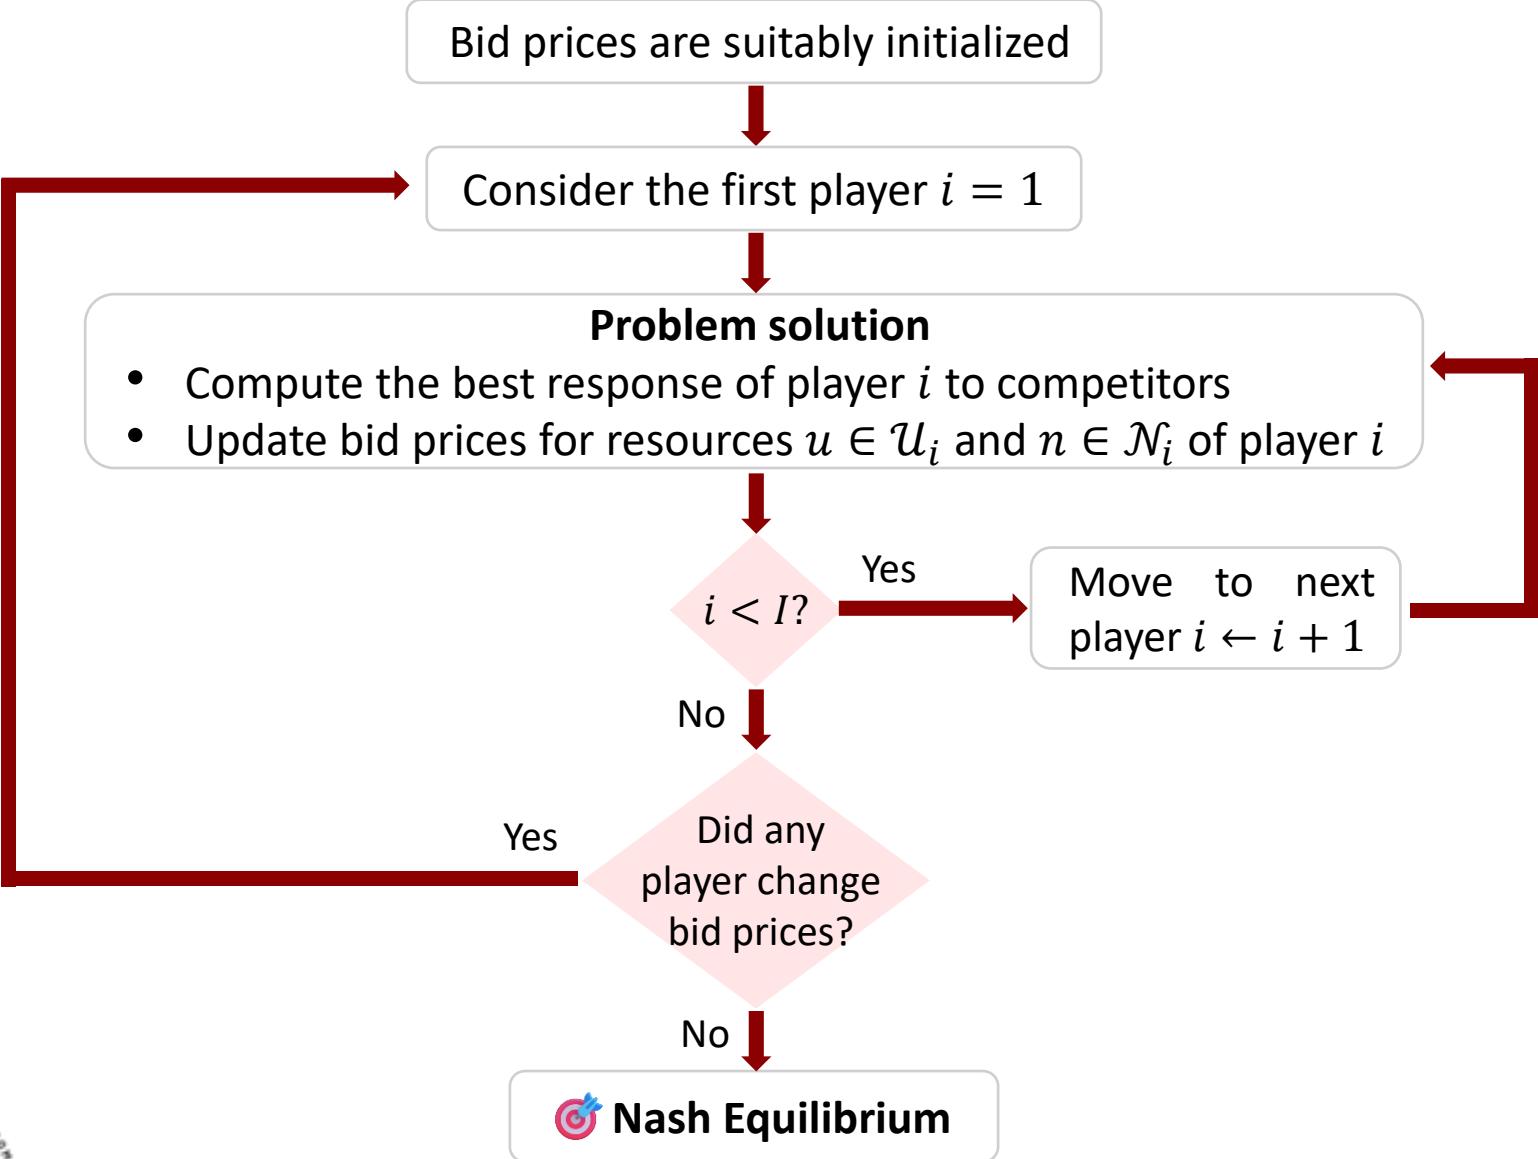 Bid prices are suitably initialized
Consider the first player 𝑖 = 1
Problem solution
• Compute the best response of player 𝑖 to competitors
• Update bid prices for resources 𝑢 ∈ 𝒰ᵢ and 𝑛 ∈ 𝒩ᵢ of player 𝑖
Yes
𝑖 < 𝐼?
Move to next
player 𝑖 ← 𝑖 + 1
No
Yes
Did any
player change
bid prices?
No
Nash Equilibrium